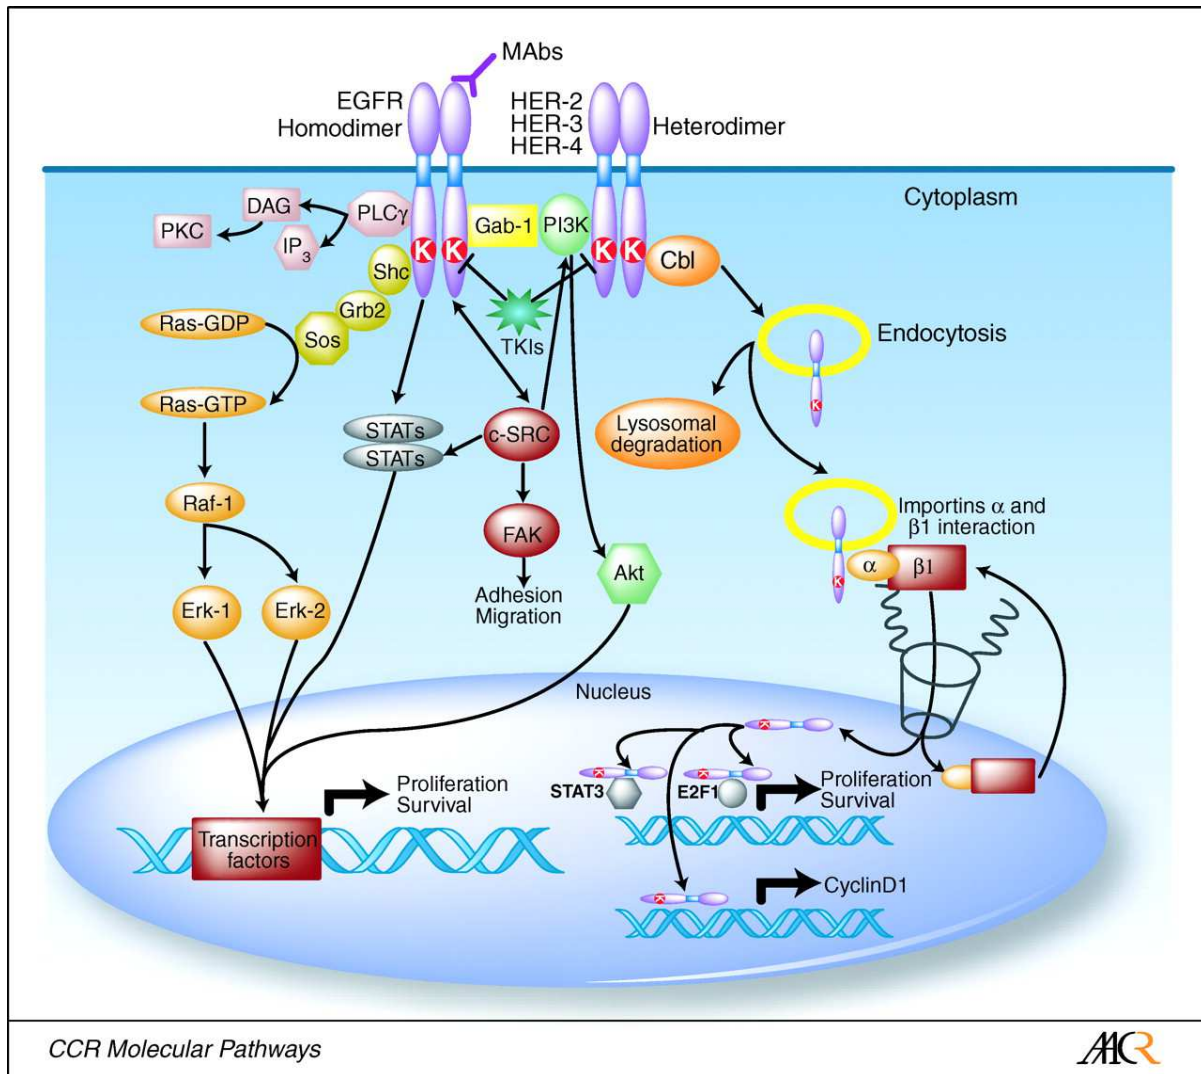 MAbs
EGFR
Homodimer
HER-2
HER-3
HER-4
Heterodimer
Cytoplasm
DAG
PLCγ
PKC
IP3
Gab-1
PI3K
K
K
K
K
Cbl
Shc
Grb2
Sos
Ras-GDP
TKIs
Endocytosis
K
Ras-GTP
STATs
STATs
c-SRC
Lysosomal
degradation
Raf-1
FAK
Importins α and
β1 interaction
K
α
β1
Akt
Adhesion
Migration
Erk-1
Erk-2
Nucleus
K
K
K
STAT3
E2F1
Proliferation
Survival
Proliferation
Survival
Transcription
factors
K
CyclinD1
CCR Molecular Pathways
AACR